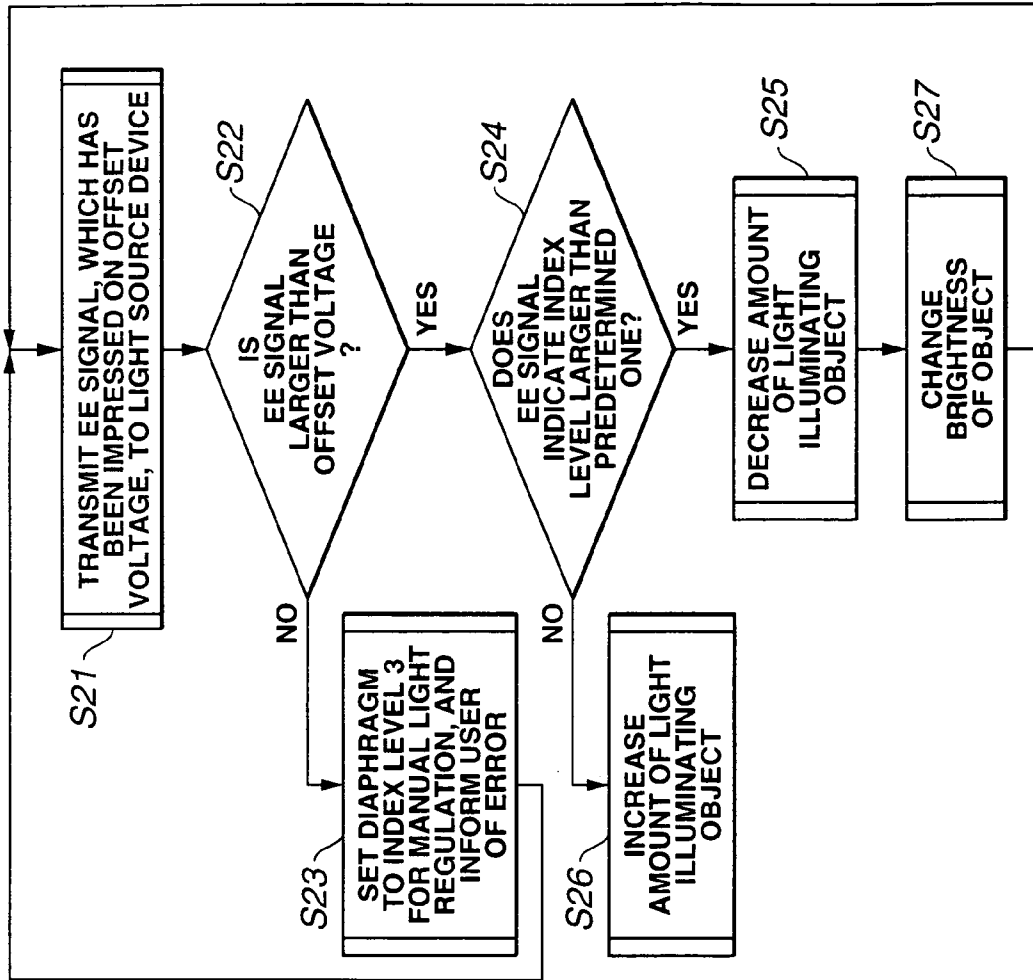 S21
TRANSMIT EE SIGNAL, WHICH HAS
BEEN IMPRESSED ON OFFSET
VOLTAGE, TO LIGHT SOURCE DEVICE
S22
IS
EE SIGNAL
LARGER THAN
OFFSET VOLTAGE
?
NO
YES
S23
SET DIAPHRAGM
TO INDEX LEVEL 3
FOR MANUAL LIGHT
REGULATION, AND
INFORM USER
OF ERROR
S24
DOES
EE SIGNAL
INDICATE INDEX
LEVEL LARGER THAN
PREDETERMINED
ONE?
NO
YES
S26
INCREASE
AMOUNT OF LIGHT
ILLUMINATING
OBJECT
S25
DECREASE AMOUNT
OF LIGHT
ILLUMINATING
OBJECT
S27
CHANGE
BRIGHTNESS
OF OBJECT